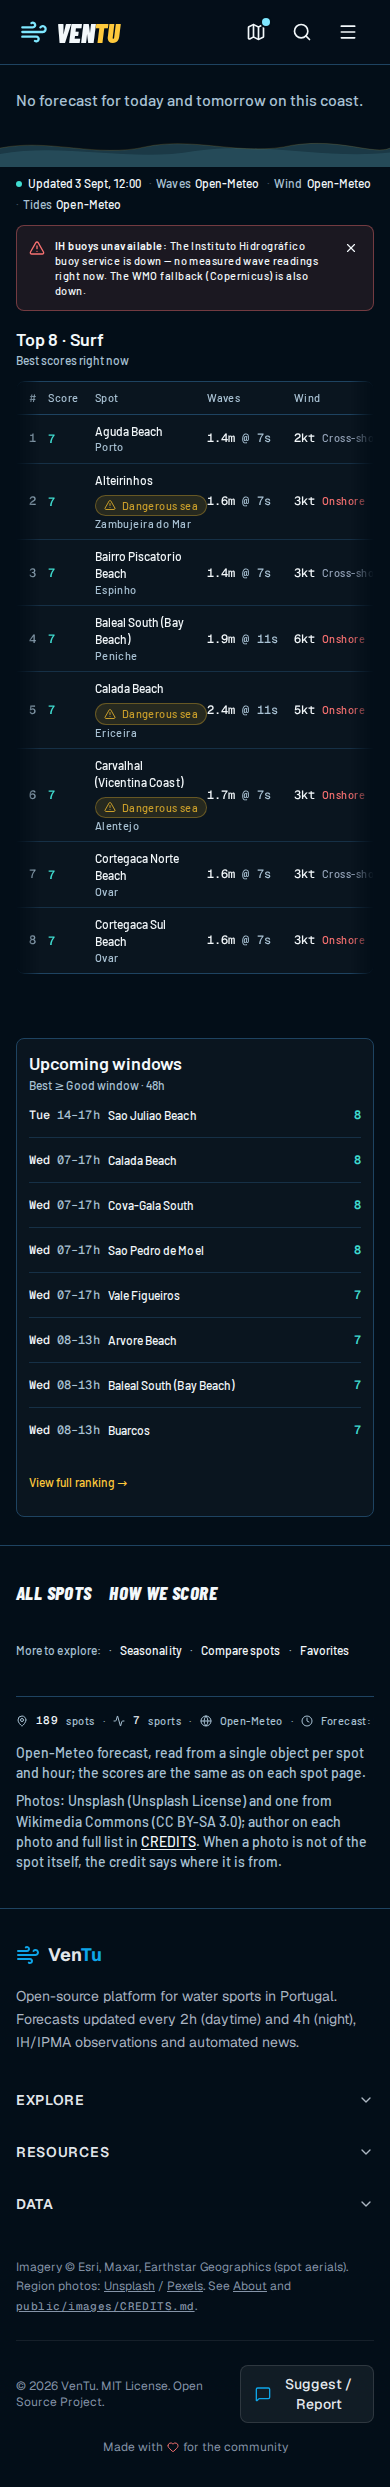 VENTU
No forecast for today and tomorrow on this coast.
Updated 3 Sept, 12:00 · Waves Open-Meteo · Wind Open-Meteo
· Tides Open-Meteo
IH buoys unavailable: The Instituto Hidrográfico
buoy service is down — no measured wave readings
right now. The WMO fallback (Copernicus) is also
down.
Top 8 · Surf
Best scores right now
# Score Spot Waves Wind
1 7 Aguda Beach 1.4m @ 7s 2kt Cross-sho
Porto
2 7 Alteirinhos 1.6m @ 7s 3kt Onshore
Dangerous sea
Zambujeira do Mar
3 7 Bairro Piscatorio 1.4m @ 7s 3kt Cross-sho
Beach
Espinho
4 7 Baleal South (Bay 1.9m @ 11s 6kt Onshore
Beach)
Peniche
5 7 Calada Beach 2.4m @ 11s 5kt Onshore
Dangerous sea
Ericeira
6 7 Carvalhal 1.7m @ 7s 3kt Onshore
(Vicentina Coast)
Dangerous sea
Alentejo
7 7 Cortegaca Norte 1.6m @ 7s 3kt Cross-sho
Beach
Ovar
8 7 Cortegaca Sul 1.6m @ 7s 3kt Onshore
Beach
Ovar
Upcoming windows
Best ≥ Good window · 48h
Tue 14-17h Sao Juliao Beach 8
Wed 07-17h Calada Beach 8
Wed 07-17h Cova-Gala South 8
Wed 07-17h Sao Pedro de Moel 8
Wed 07-17h Vale Figueiros 7
Wed 08-13h Arvore Beach 7
Wed 08-13h Baleal South (Bay Beach) 7
Wed 08-13h Buarcos 7
View full ranking →
ALL SPOTS HOW WE SCORE
More to explore: · Seasonality · Compare spots · Favorites
189 spots · 7 sports · Open-Meteo · Forecast:
Open-Meteo forecast, read from a single object per spot
and hour; the scores are the same as on each spot page.
Photos: Unsplash (Unsplash License) and one from
Wikimedia Commons (CC BY-SA 3.0); author on each
photo and full list in CREDITS. When a photo is not of the
spot itself, the credit says where it is from.
VenTu
Open-source platform for water sports in Portugal.
Forecasts updated every 2h (daytime) and 4h (night),
IH/IPMA observations and automated news.
EXPLORE
RESOURCES
DATA
Imagery © Esri, Maxar, Earthstar Geographics (spot aerials).
Region photos: Unsplash / Pexels. See About and
public/images/CREDITS.md.
© 2026 VenTu. MIT License. Open
Source Project.
Suggest /
Report
Made with ♡ for the community